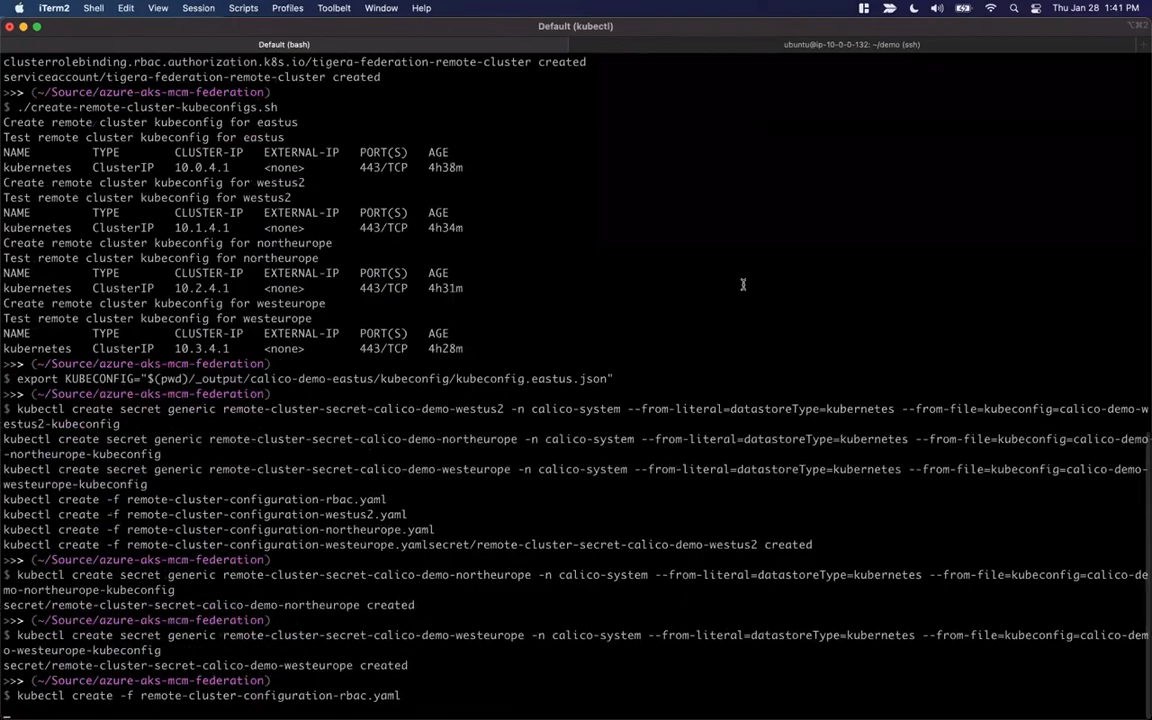 iTerm2 Shell Edit View Session Scripts Profiles Toolbelt Window Help Thu Jan 28 1:41 PM
Default (kubectl) ⌥⌘2
Default (bash) ubuntu@ip-10-0-0-132: ~/demo (ssh)
clusterrolebinding.rbac.authorization.k8s.io/tigera-federation-remote-cluster created
serviceaccount/tigera-federation-remote-cluster created
>>> (~/Source/azure-aks-mcm-federation)
$ ./create-remote-cluster-kubeconfigs.sh
Create remote cluster kubeconfig for eastus
Test remote cluster kubeconfig for eastus
NAME TYPE CLUSTER-IP EXTERNAL-IP PORT(S) AGE
kubernetes ClusterIP 10.0.4.1 <none> 443/TCP 4h38m
Create remote cluster kubeconfig for westus2
Test remote cluster kubeconfig for westus2
NAME TYPE CLUSTER-IP EXTERNAL-IP PORT(S) AGE
kubernetes ClusterIP 10.1.4.1 <none> 443/TCP 4h34m
Create remote cluster kubeconfig for northeurope
Test remote cluster kubeconfig for northeurope
NAME TYPE CLUSTER-IP EXTERNAL-IP PORT(S) AGE
kubernetes ClusterIP 10.2.4.1 <none> 443/TCP 4h31m
Create remote cluster kubeconfig for westeurope
Test remote cluster kubeconfig for westeurope
NAME TYPE CLUSTER-IP EXTERNAL-IP PORT(S) AGE
kubernetes ClusterIP 10.3.4.1 <none> 443/TCP 4h28m
>>> (~/Source/azure-aks-mcm-federation)
$ export KUBECONFIG="$(pwd)/_output/calico-demo-eastus/kubeconfig/kubeconfig.eastus.json"
>>> (~/Source/azure-aks-mcm-federation)
$ kubectl create secret generic remote-cluster-secret-calico-demo-westus2 -n calico-system --from-literal=datastoreType=kubernetes --from-file=kubeconfig=calico-demo-w
estus2-kubeconfig
kubectl create secret generic remote-cluster-secret-calico-demo-northeurope -n calico-system --from-literal=datastoreType=kubernetes --from-file=kubeconfig=calico-demo
-northeurope-kubeconfig
kubectl create secret generic remote-cluster-secret-calico-demo-westeurope -n calico-system --from-literal=datastoreType=kubernetes --from-file=kubeconfig=calico-demo-
westeurope-kubeconfig
kubectl create -f remote-cluster-configuration-rbac.yaml
kubectl create -f remote-cluster-configuration-westus2.yaml
kubectl create -f remote-cluster-configuration-northeurope.yaml
kubectl create -f remote-cluster-configuration-westeurope.yamlsecret/remote-cluster-secret-calico-demo-westus2 created
>>> (~/Source/azure-aks-mcm-federation)
$ kubectl create secret generic remote-cluster-secret-calico-demo-northeurope -n calico-system --from-literal=datastoreType=kubernetes --from-file=kubeconfig=calico-de
mo-northeurope-kubeconfig
secret/remote-cluster-secret-calico-demo-northeurope created
>>> (~/Source/azure-aks-mcm-federation)
$ kubectl create secret generic remote-cluster-secret-calico-demo-westeurope -n calico-system --from-literal=datastoreType=kubernetes --from-file=kubeconfig=calico-dem
o-westeurope-kubeconfig
secret/remote-cluster-secret-calico-demo-westeurope created
>>> (~/Source/azure-aks-mcm-federation)
$ kubectl create -f remote-cluster-configuration-rbac.yaml